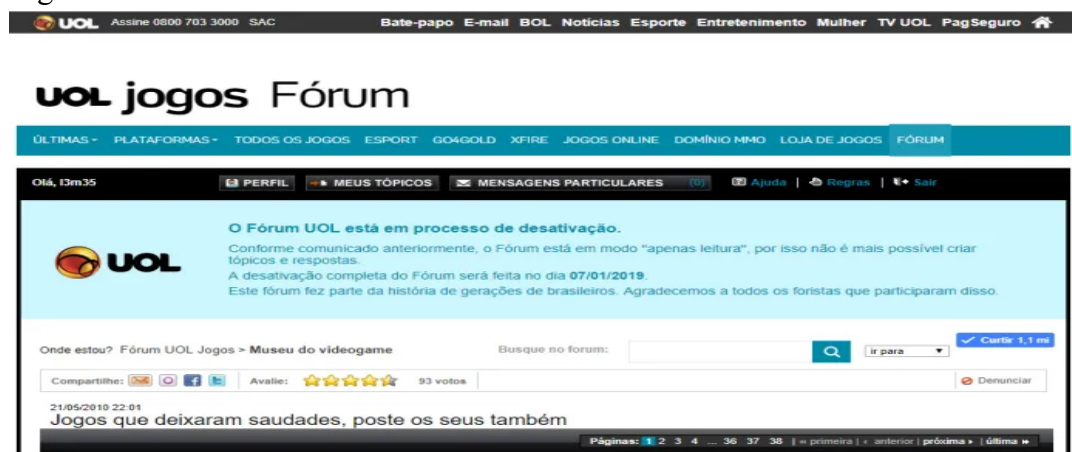 UOL Assine 0800 703 3000 SAC Bate-papo E-mail BOL Notícias Esporte Entretenimento Mulher TV UOL PagSeguro
UOL jogos Fórum
ÚLTIMAS PLATAFORMAS TODOS OS JOGOS ESPORT GO4GOLD XFIRE JOGOS ONLINE DOMÍNIO MMO LOJA DE JOGOS FÓRUM
Olá, l3m35 PERFIL MEUS TÓPICOS MENSAGENS PARTICULARES (0) Ajuda | Regras | Sair
UOL
O Fórum UOL está em processo de desativação.
Conforme comunicado anteriormente, o Fórum está em modo "apenas leitura", por isso não é mais possível criar
tópicos e respostas.
A desativação completa do Fórum será feita no dia 07/01/2019.
Este fórum fez parte da história de gerações de brasileiros. Agradecemos a todos os foristas que participaram disso.
Onde estou? Fórum UOL Jogos > Museu do videogame Busque no forum: ir para Curtir 1,1 mi
Compartilhe: Avalie: 93 votos Denunciar
21/05/2010 22:01
Jogos que deixaram saudades, poste os seus também
Páginas: 1 2 3 4 ... 36 37 38 | « primeira | ‹ anterior | próxima › | última »